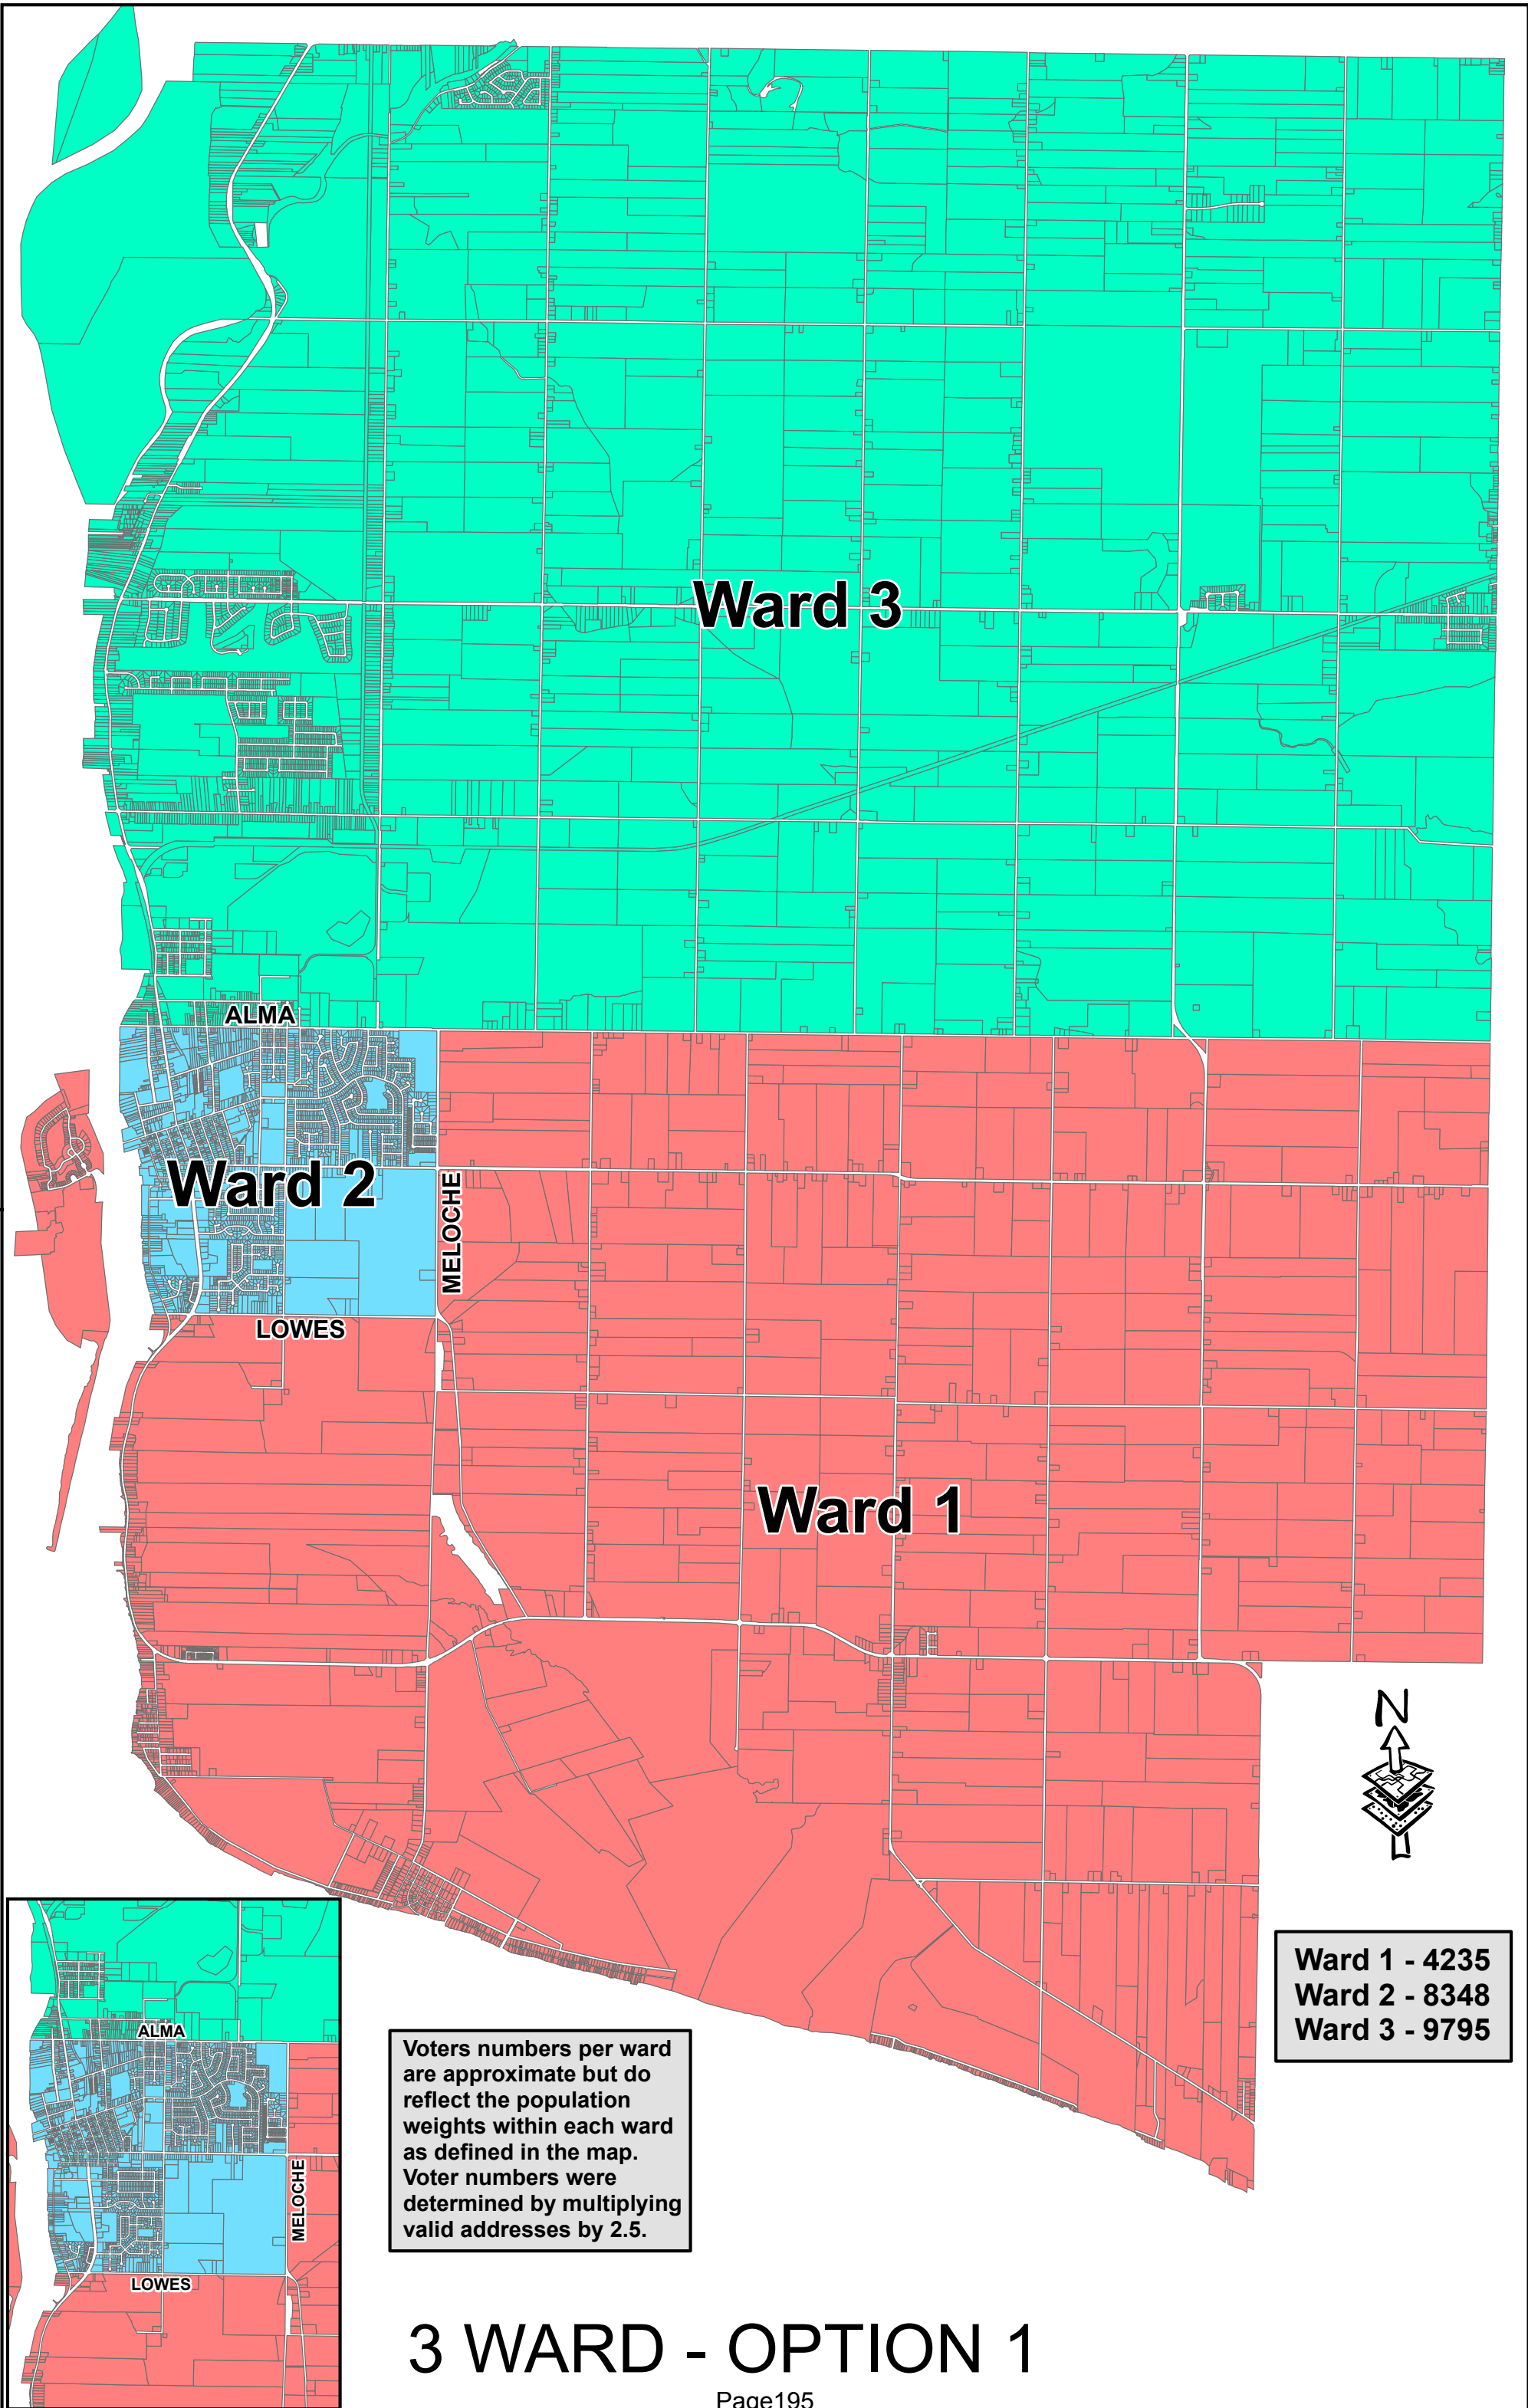 Ward 3
ALMA
Ward 2
MELOCHE
LOWES
Ward 1
N
Ward 1 - 4235
Ward 2 - 8348
Ward 3 - 9795
ALMA
MELOCHE
LOWES
Voters numbers per ward
are approximate but do
reflect the population
weights within each ward
as defined in the map.
Voter numbers were
determined by multiplying
valid addresses by 2.5.
3 WARD - OPTION 1
Page195